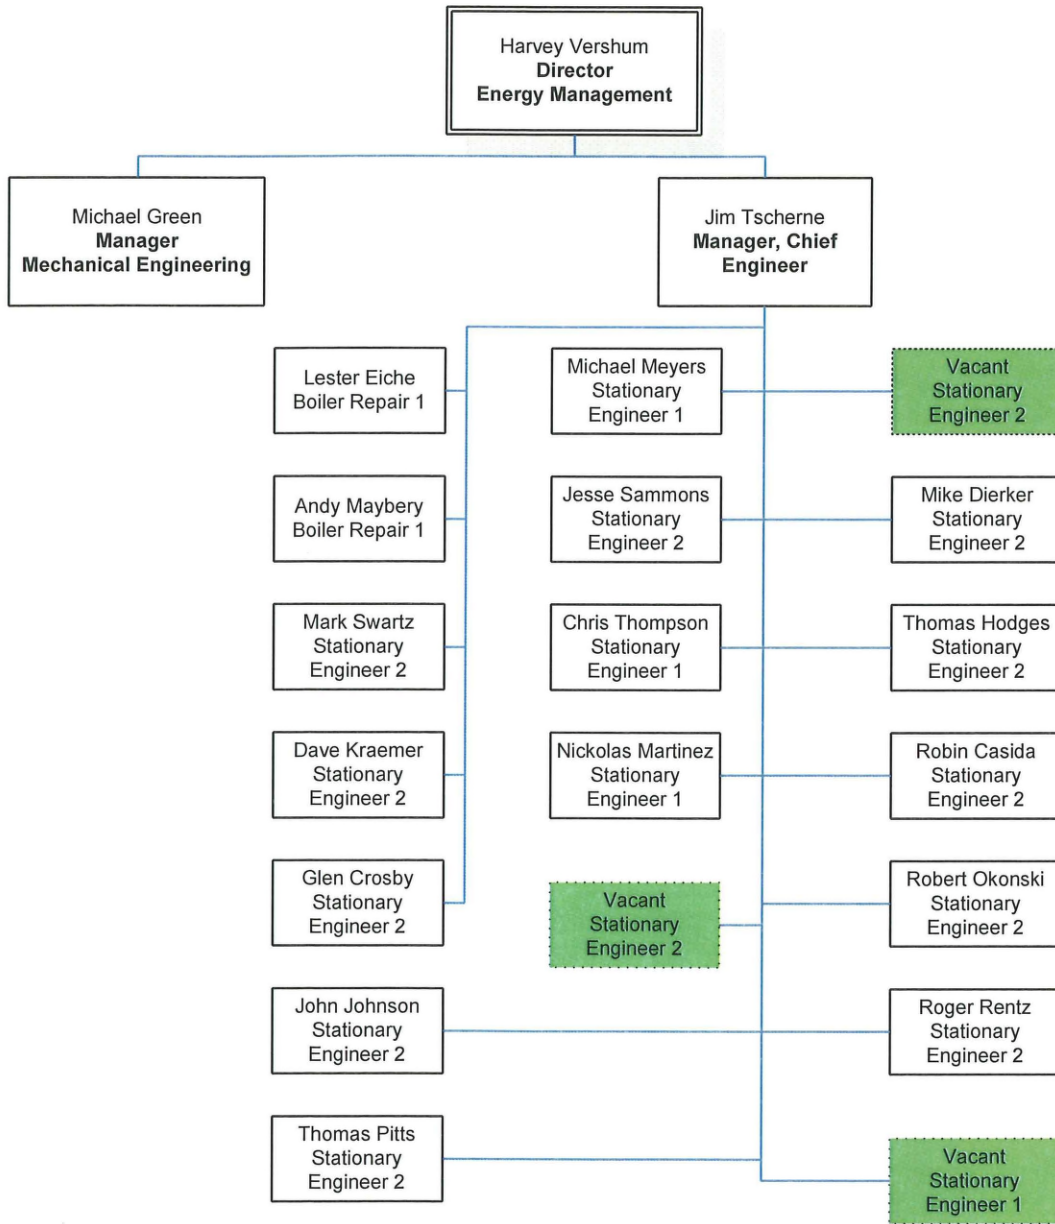 Harvey Vershum
Director
Energy Management
Michael Green
Manager
Mechanical Engineering
Jim Tscherne
Manager, Chief
Engineer
Lester Eiche
Boiler Repair 1
Michael Meyers
Stationary
Engineer 1
Vacant
Stationary
Engineer 2
Andy Maybery
Boiler Repair 1
Jesse Sammons
Stationary
Engineer 2
Mike Dierker
Stationary
Engineer 2
Mark Swartz
Stationary
Engineer 2
Chris Thompson
Stationary
Engineer 1
Thomas Hodges
Stationary
Engineer 2
Dave Kraemer
Stationary
Engineer 2
Nickolas Martinez
Stationary
Engineer 1
Robin Casida
Stationary
Engineer 2
Glen Crosby
Stationary
Engineer 2
Vacant
Stationary
Engineer 2
Robert Okonski
Stationary
Engineer 2
John Johnson
Stationary
Engineer 2
Roger Rentz
Stationary
Engineer 2
Thomas Pitts
Stationary
Engineer 2
Vacant
Stationary
Engineer 1